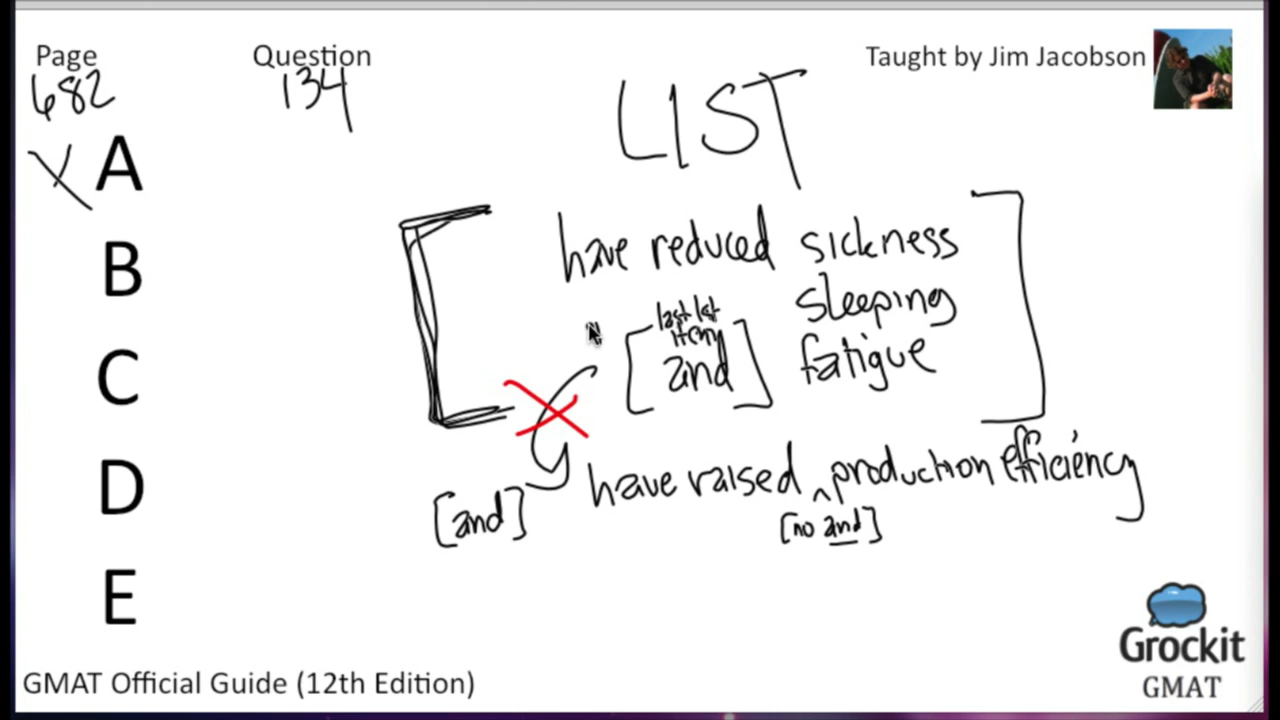 Page
Question
Taught by Jim Jacobson
682
134
LIST
X A
have reduced sickness
B
sleeping
last list
item
[and] fatigue
C
have raised ^ production efficiency
D
[and]
[no and]
E
Grockit
GMAT
GMAT Official Guide (12th Edition)